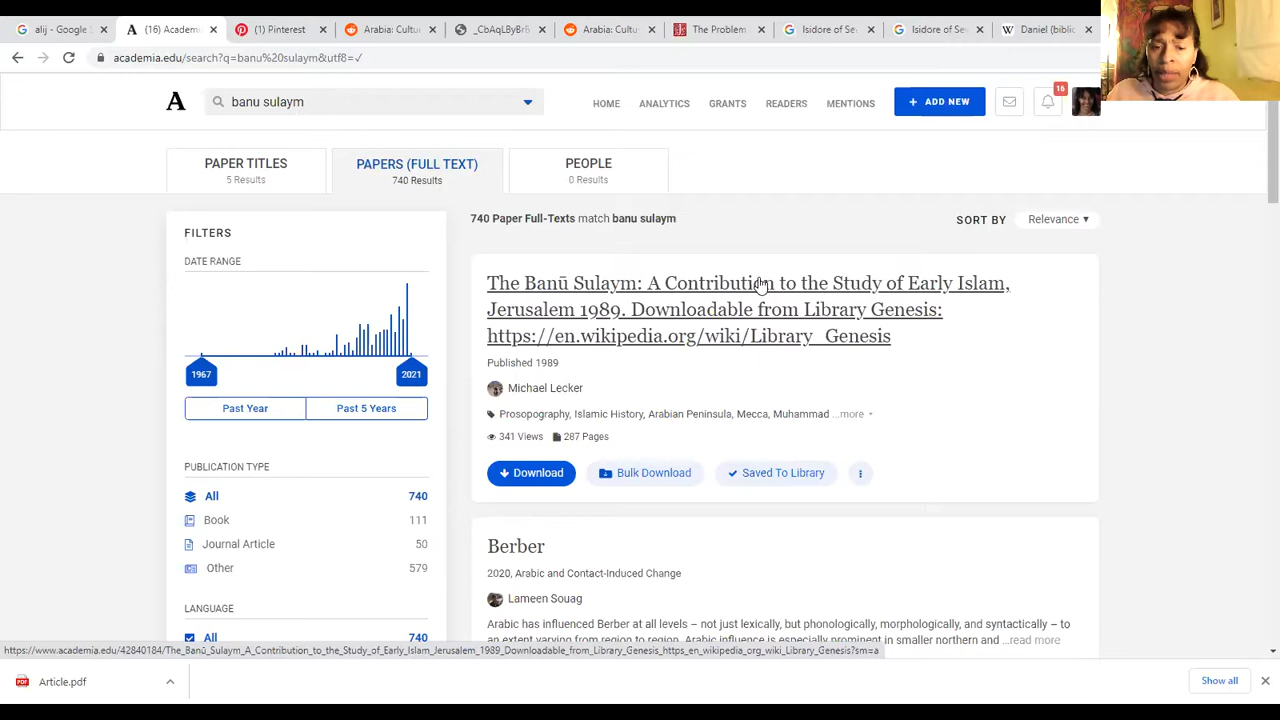 alij - Google S
(16) Academi
(1) Pinterest
Arabia: Cultu
_CbAqLByBrB
Arabia: Cultu
The Problem
Isidore of Sev
Isidore of Sev
Daniel (biblic
academia.edu/search?q=banu%20sulaym&utf8=✓
A
banu sulaym
HOME
ANALYTICS
GRANTS
READERS
MENTIONS
+ ADD NEW
16
PAPER TITLES
5 Results
PAPERS (FULL TEXT)
740 Results
PEOPLE
0 Results
FILTERS
DATE RANGE
1967
2021
Past Year
Past 5 Years
PUBLICATION TYPE
All 740
Book 111
Journal Article 50
Other 579
LANGUAGE
All 740
740 Paper Full-Texts match banu sulaym
SORT BY Relevance ▾
The Banū Sulaym: A Contribution to the Study of Early Islam,
Jerusalem 1989. Downloadable from Library Genesis:
https://en.wikipedia.org/wiki/Library_Genesis
Published 1989
Michael Lecker
Prosopography, Islamic History, Arabian Peninsula, Mecca, Muhammad ...more
341 Views 287 Pages
Download
Bulk Download
Saved To Library
Berber
2020, Arabic and Contact-Induced Change
Lameen Souag
Arabic has influenced Berber at all levels – not just lexically, but phonologically, morphologically, and syntactically – to
an extent varying from region to region. Arabic influence is especially prominent in smaller northern and ...read more
https://www.academia.edu/42840184/The_Banū_Sulaym_A_Contribution_to_the_Study_of_Early_Islam_Jerusalem_1989_Downloadable_from_Library_Genesis_https_en_wikipedia_org_wiki_Library_Genesis?sm=a
Article.pdf
Show all